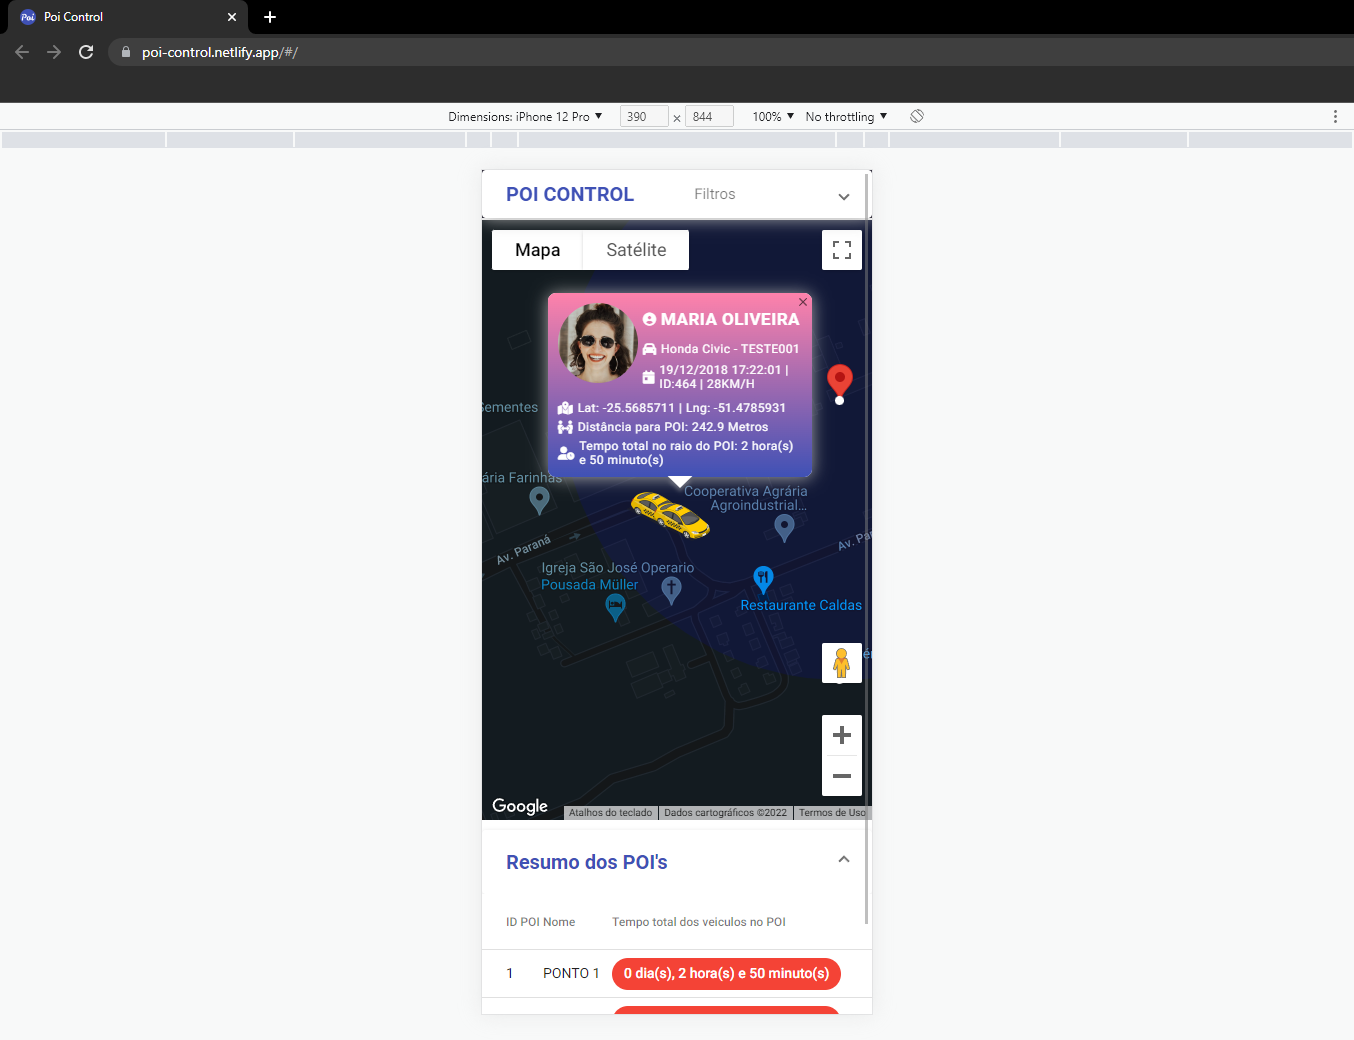 Poi Poi Control
poi-control.netlify.app/#/
Dimensions: iPhone 12 Pro 390 × 844 100% No throttling
POI CONTROL Filtros
Mapa Satélite
MARIA OLIVEIRA
Honda Civic - TESTE001
19/12/2018 17:22:01 |
ID:464 | 28KM/H
Lat: -25.5685711 | Lng: -51.4785931
Distância para POI: 242.9 Metros
Tempo total no raio do POI: 2 hora(s)
e 50 minuto(s)
Sementes
ária Farinhas
Cooperativa Agrária
Agroindustrial...
Av. Paraná
Av. Pa
Igreja São José Operario
Pousada Müller
Restaurante Caldas
Google
Atalhos do teclado Dados cartográficos ©2022 Termos de Uso
Resumo dos POI's
ID POI Nome Tempo total dos veiculos no POI
1 PONTO 1 0 dia(s), 2 hora(s) e 50 minuto(s)